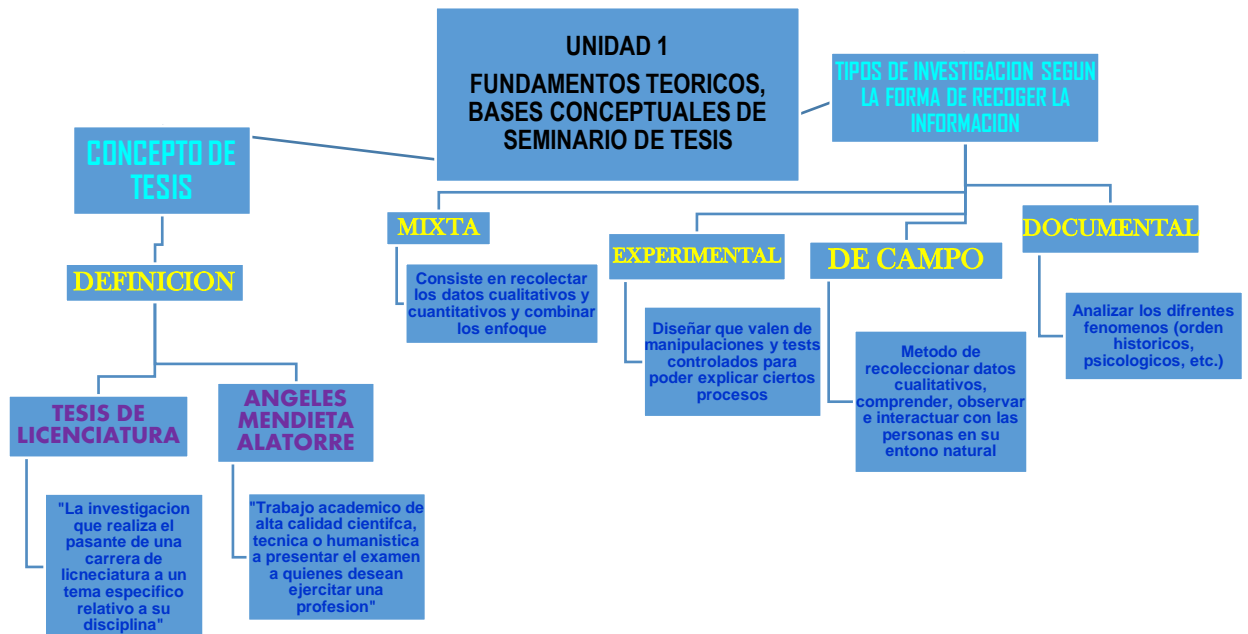 UNIDAD 1
FUNDAMENTOS TEORICOS,
BASES CONCEPTUALES DE
SEMINARIO DE TESIS
CONCEPTO DE
TESIS
DEFINICION
TESIS DE
LICENCIATURA
"La investigacion
que realiza el
pasante de una
carrera de
licneciatura a un
tema especifico
relativo a su
disciplina"
ANGELES
MENDIETA
ALATORRE
"Trabajo academico de
alta calidad cientifca,
tecnica o humanistica
a presentar el examen
a quienes desean
ejercitar una
profesion"
TIPOS DE INVESTIGACION SEGUN
LA FORMA DE RECOGER LA
INFORMACION
MIXTA
Consiste en recolectar
los datos cualitativos y
cuantitativos y combinar
los enfoque
EXPERIMENTAL
Diseñar que valen de
manipulaciones y tests
controlados para
poder explicar ciertos
procesos
DE CAMPO
Metodo de
recoleccionar datos
cualitativos,
comprender, observar
e interactuar con las
personas en su
entono natural
DOCUMENTAL
Analizar los difrentes
fenomenos (orden
historicos,
psicologicos, etc.)